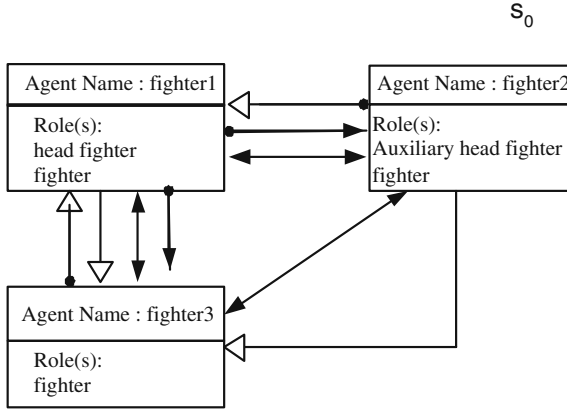 S0
Agent Name : fighter1
Role(s):
head fighter
fighter
Agent Name : fighter2
Role(s):
Auxiliary head fighter
fighter
Agent Name : fighter3
Role(s):
fighter